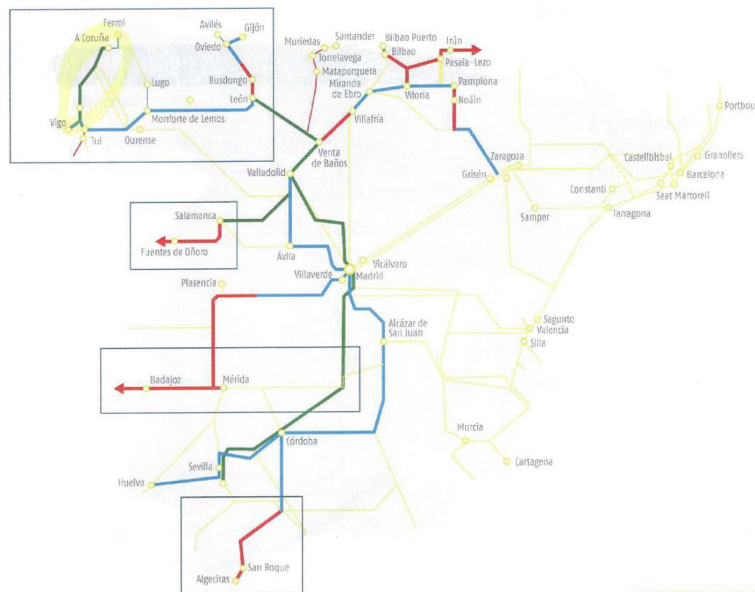 Ferrol
A Coruña
Avilés
Gijón
Oviedo
Santander
Muriedas
Torrelavega
Mataporquera
Bilbao Puerto
Bilbao
Irún
Pasaia-Lezo
Lugo
Busdongo
León
Miranda
de Ebro
Vitoria
Pamplona
Noáin
Portbou
Vigo
Tui
Ourense
Monforte de Lemos
Villafría
Venta
de Baños
Valladolid
Zaragoza
Grisén
Castellbisbal
Granollers
Barcelona
Constantí
Seat Martorell
Samper
Tarragona
Salamanca
Fuentes de Oñoro
Ávila
Vicálvaro
Villaverde
Madrid
Plasencia
Alcázar de
San Juan
Sagunto
Valencia
Silla
Badajoz
Mérida
Murcia
Cartagena
Córdoba
Sevilla
Huelva
San Roque
Algeciras